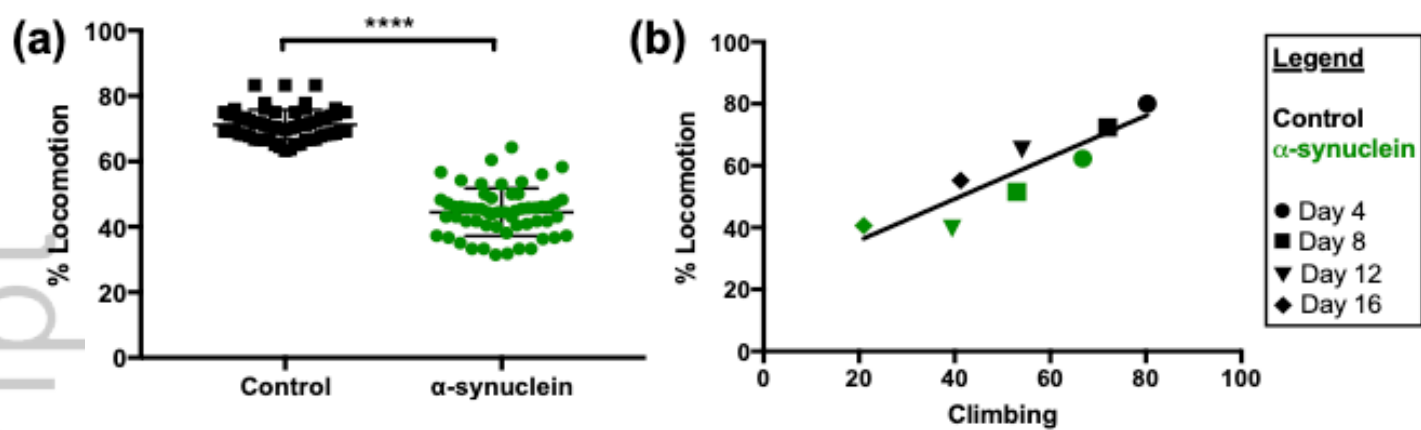 (a)
****
100
80
60
40
20
0
% Locomotion
Control
α-synuclein
(b)
100
80
60
40
20
0
% Locomotion
0
20
40
60
80
100
Climbing
Legend
Control
α-synuclein
Day 4
Day 8
Day 12
Day 16